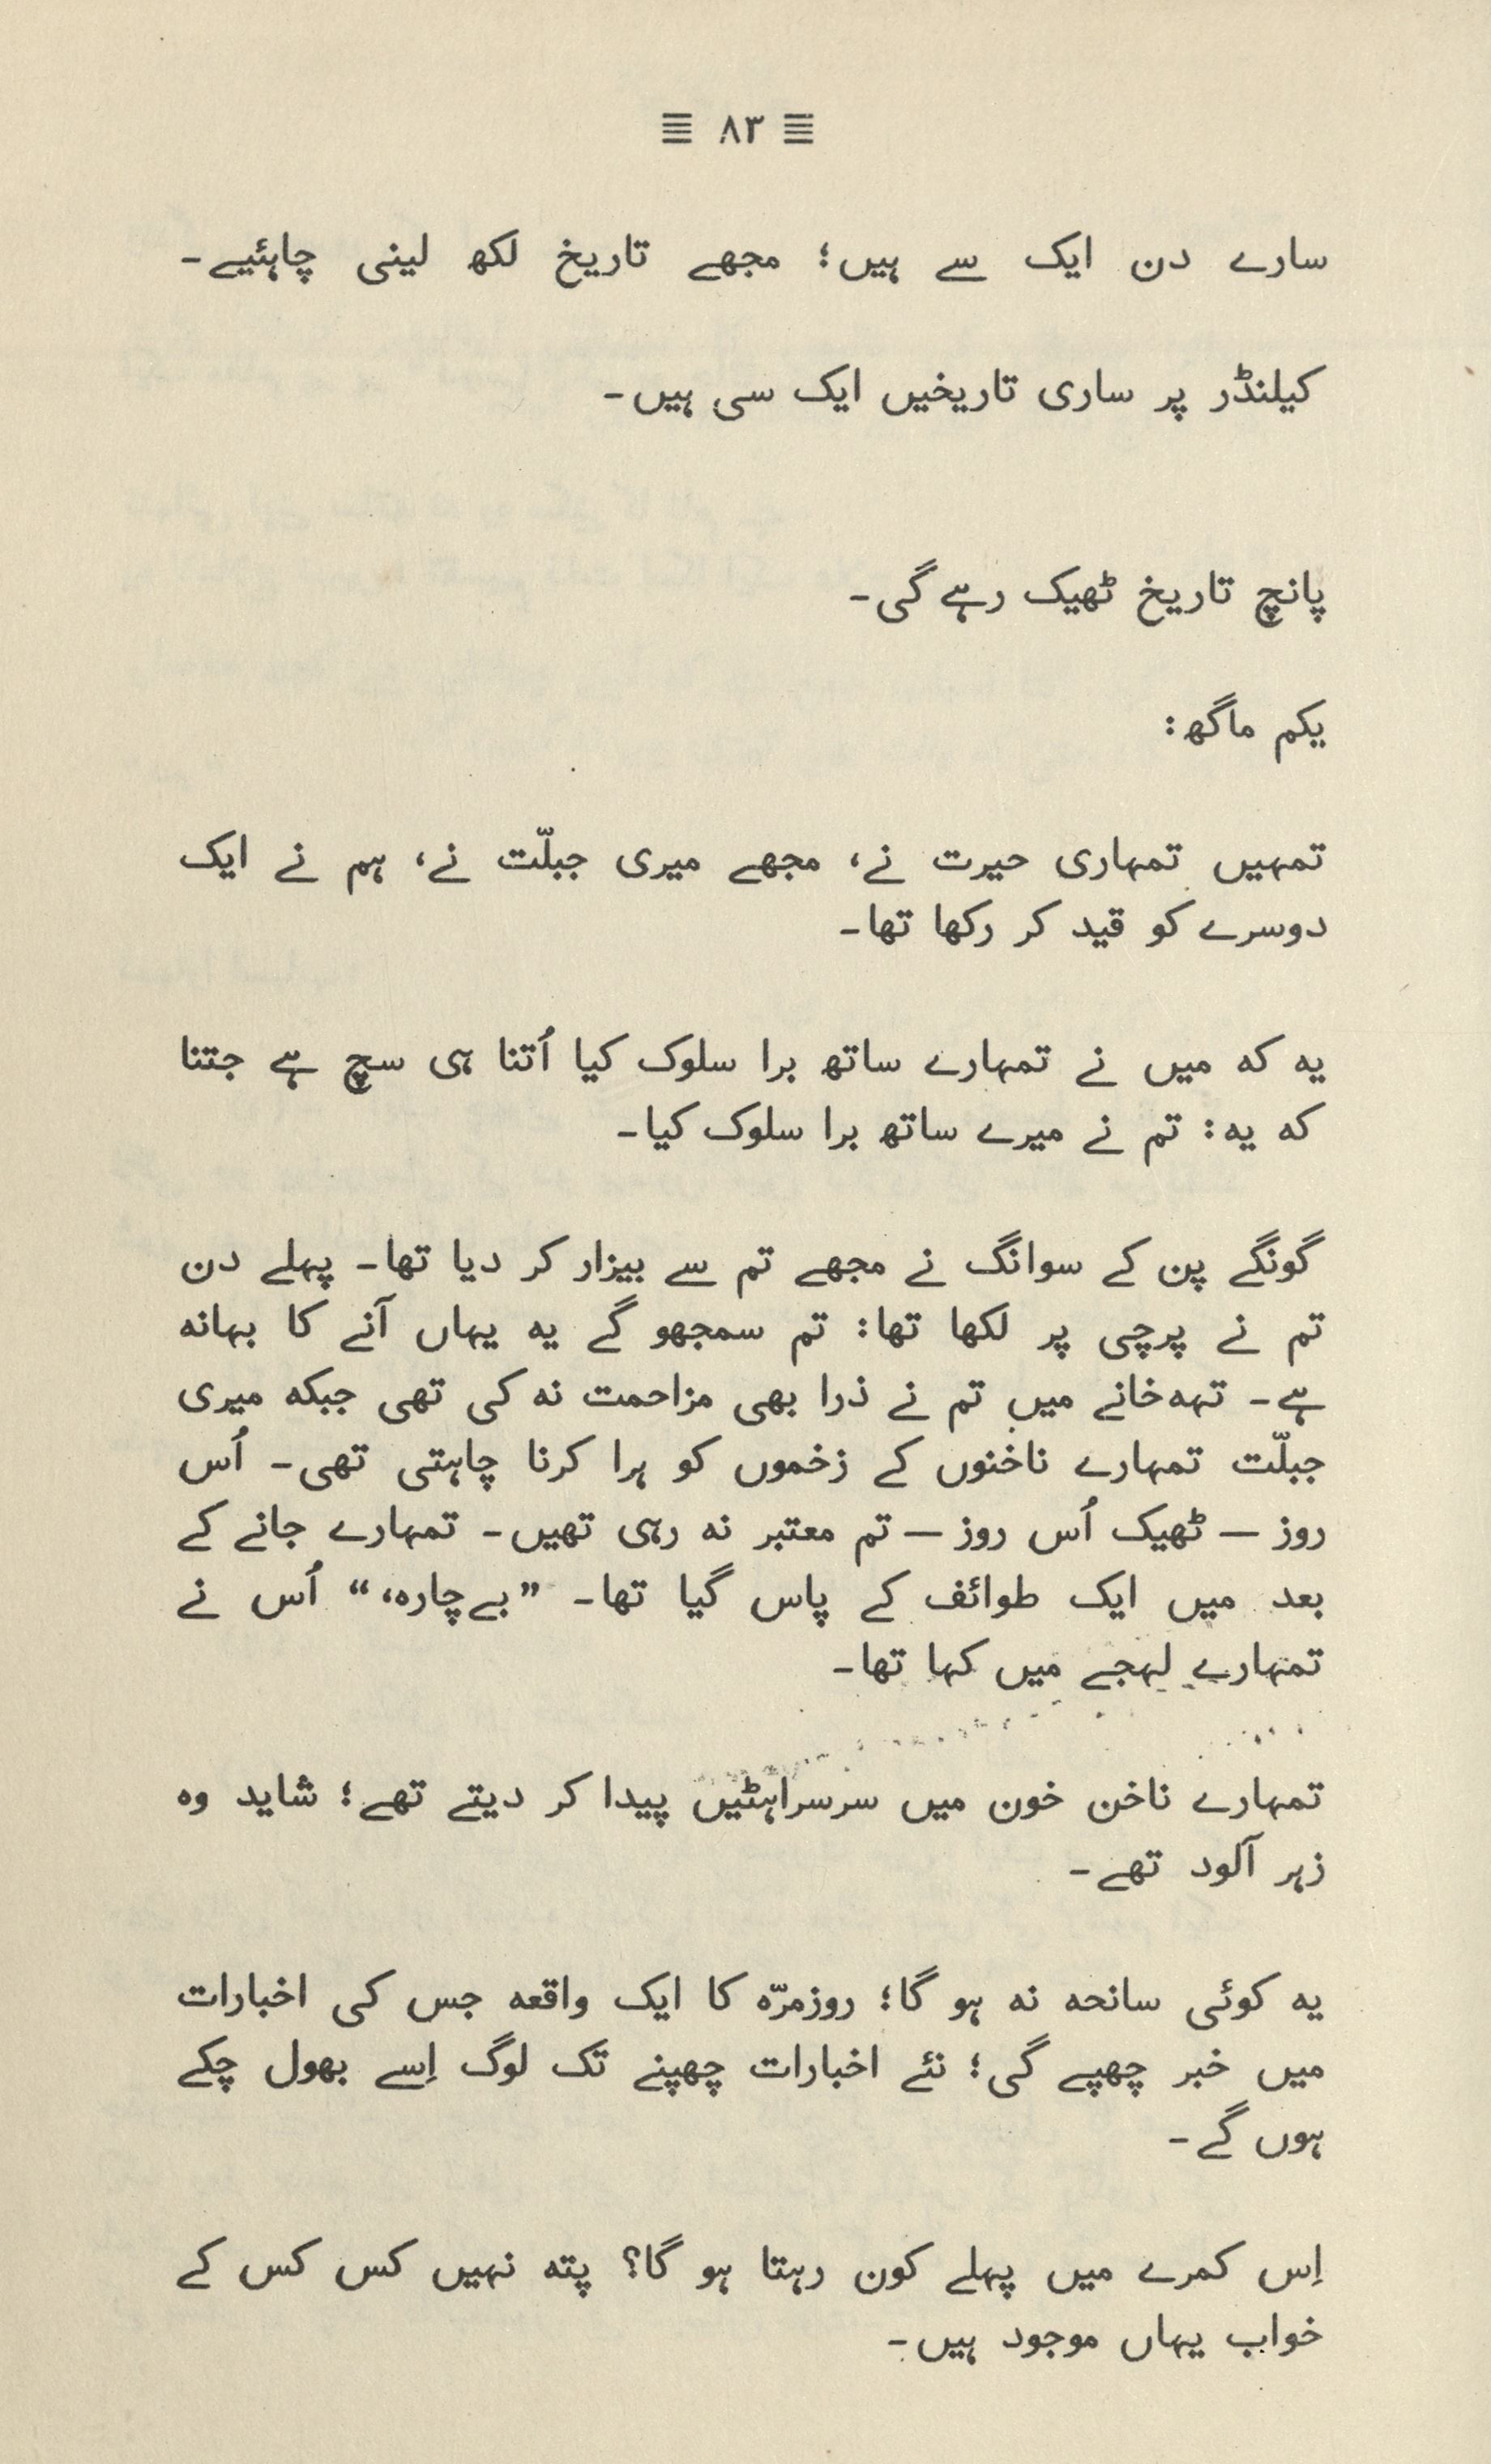 ≡ ۸۳ ≡
سارے دن ایک سے ہیں؛ مجھے تاریخ لکھ لینی چاہئیے۔
کیلنڈر پر ساری تاریخیں ایک سی ہیں۔
پانچ تاریخ ٹھیک رہے گی۔
یکم ماگھ:
تمہیں تمہاری حیرت نے، مجھے میری جبلّت نے، ہم نے ایک
دوسرے کو قید کر رکھا تھا۔
یہ کہ میں نے تمہارے ساتھ برا سلوک کیا اُتنا ہی سچ ہے جتنا
کہ یہ: تم نے میرے ساتھ برا سلوک کیا۔
گونگے پن کے سوانگ نے مجھے تم سے بیزار کر دیا تھا۔ پہلے دن
تم نے پرچی پر لکھا تھا: تم سمجھو گے یہ یہاں آنے کا بہانہ
ہے۔ تہہ‌خانے میں تم نے ذرا بھی مزاحمت نہ کی تھی جبکہ میری
جبلّت تمہارے ناخنوں کے زخموں کو ہرا کرنا چاہتی تھی۔ اُس
روز — ٹھیک اُس روز — تم معتبر نہ رہی تھیں۔ تمہارے جانے کے
بعد میں ایک طوائف کے پاس گیا تھا۔ ”بے‌چارہ،“ اُس نے
تمہارے لہجے میں کہا تھا۔
تمہارے ناخن خون میں سرسراہٹیں پیدا کر دیتے تھے؛ شاید وہ
زہر آلود تھے۔
یہ کوئی سانحہ نہ ہو گا؛ روزمرّہ کا ایک واقعہ جس کی اخبارات
میں خبر چھپے گی؛ نئے اخبارات چھپنے تک لوگ اِسے بھول چکے
ہوں گے۔
اِس کمرے میں پہلے کون رہتا ہو گا؟ پتہ نہیں کس کس کے
خواب یہاں موجود ہیں۔